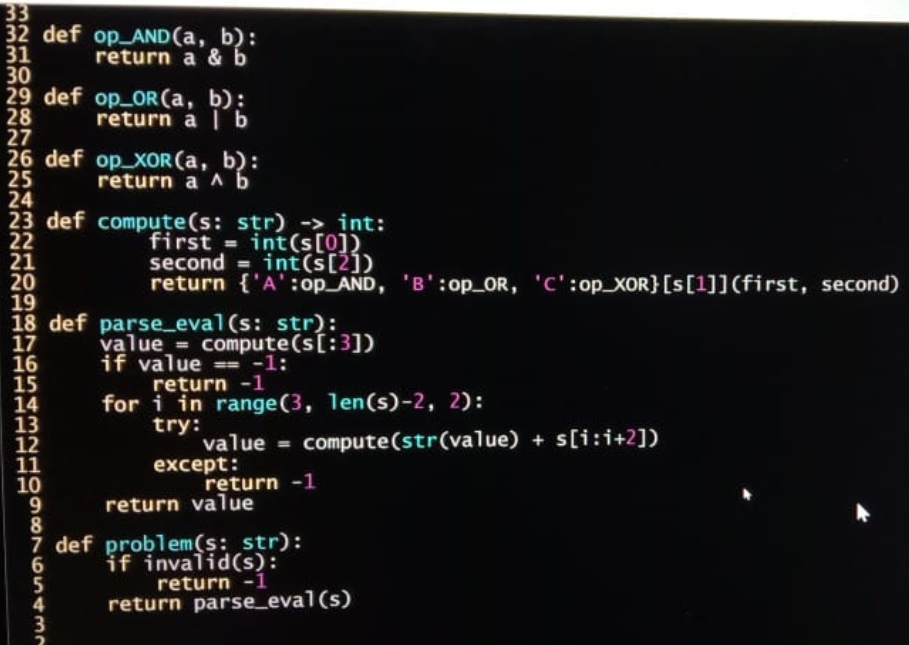 33
32 def op_AND(a, b):
31     return a & b
30
29 def op_OR(a, b):
28     return a | b
27
26 def op_XOR(a, b):
25     return a ^ b
24
23 def compute(s: str) -> int:
22         first = int(s[0])
21         second = int(s[2])
20         return {'A':op_AND, 'B':op_OR, 'C':op_XOR}[s[1]](first, second)
19
18 def parse_eval(s: str):
17     value = compute(s[:3])
16     if value == -1:
15         return -1
14     for i in range(3, len(s)-2, 2):
13         try:
12             value = compute(str(value) + s[i:i+2])
11         except:
10             return -1
9     return value
8
7 def problem(s: str):
6     if invalid(s):
5         return -1
4     return parse_eval(s)
3
2